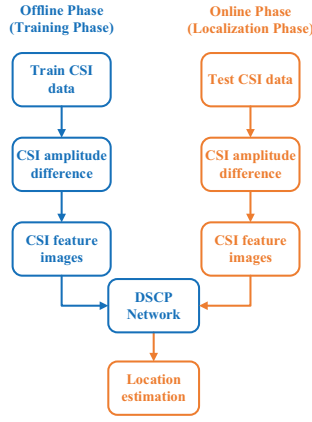 Offline Phase
(Training Phase)
Online Phase
(Localization Phase)
Train CSI
data
Test CSI data
CSI amplitude
difference
CSI amplitude
difference
CSI feature
images
CSI feature
images
DSCP
Network
Location
estimation